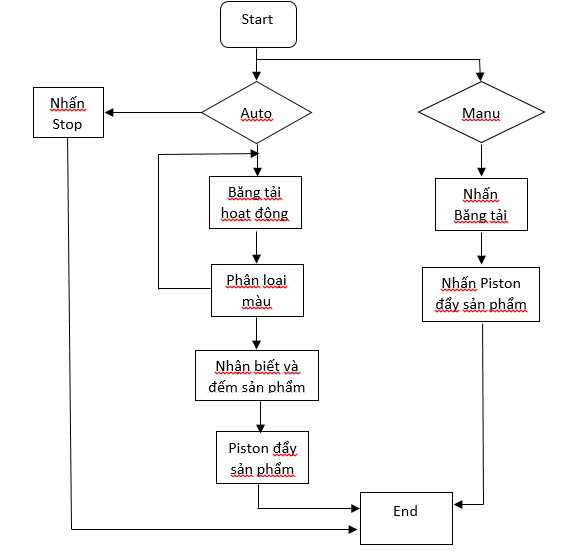 Start
Nhấn
Stop
Auto
Manu
Băng tải
hoạt động
Nhấn
Băng tải
Phân loai
màu
Nhấn Piston
đẩy sản phẩm
Nhận biết và
đếm sản phẩm
Piston đẩy
sản phẩm
End